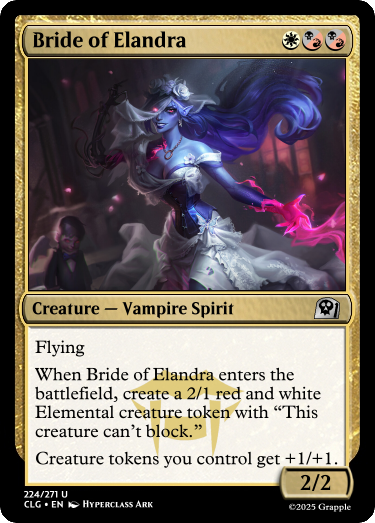 Bride of Elandra
Creature — Vampire Spirit
Flying
When Bride of Elandra enters the
battlefield, create a 2/1 red and white
Elemental creature token with “This
creature can’t block.”
Creature tokens you control get +1/+1.
2/2
224/271 U
CLG • EN Hyperclass Ark
©2025 Grapple